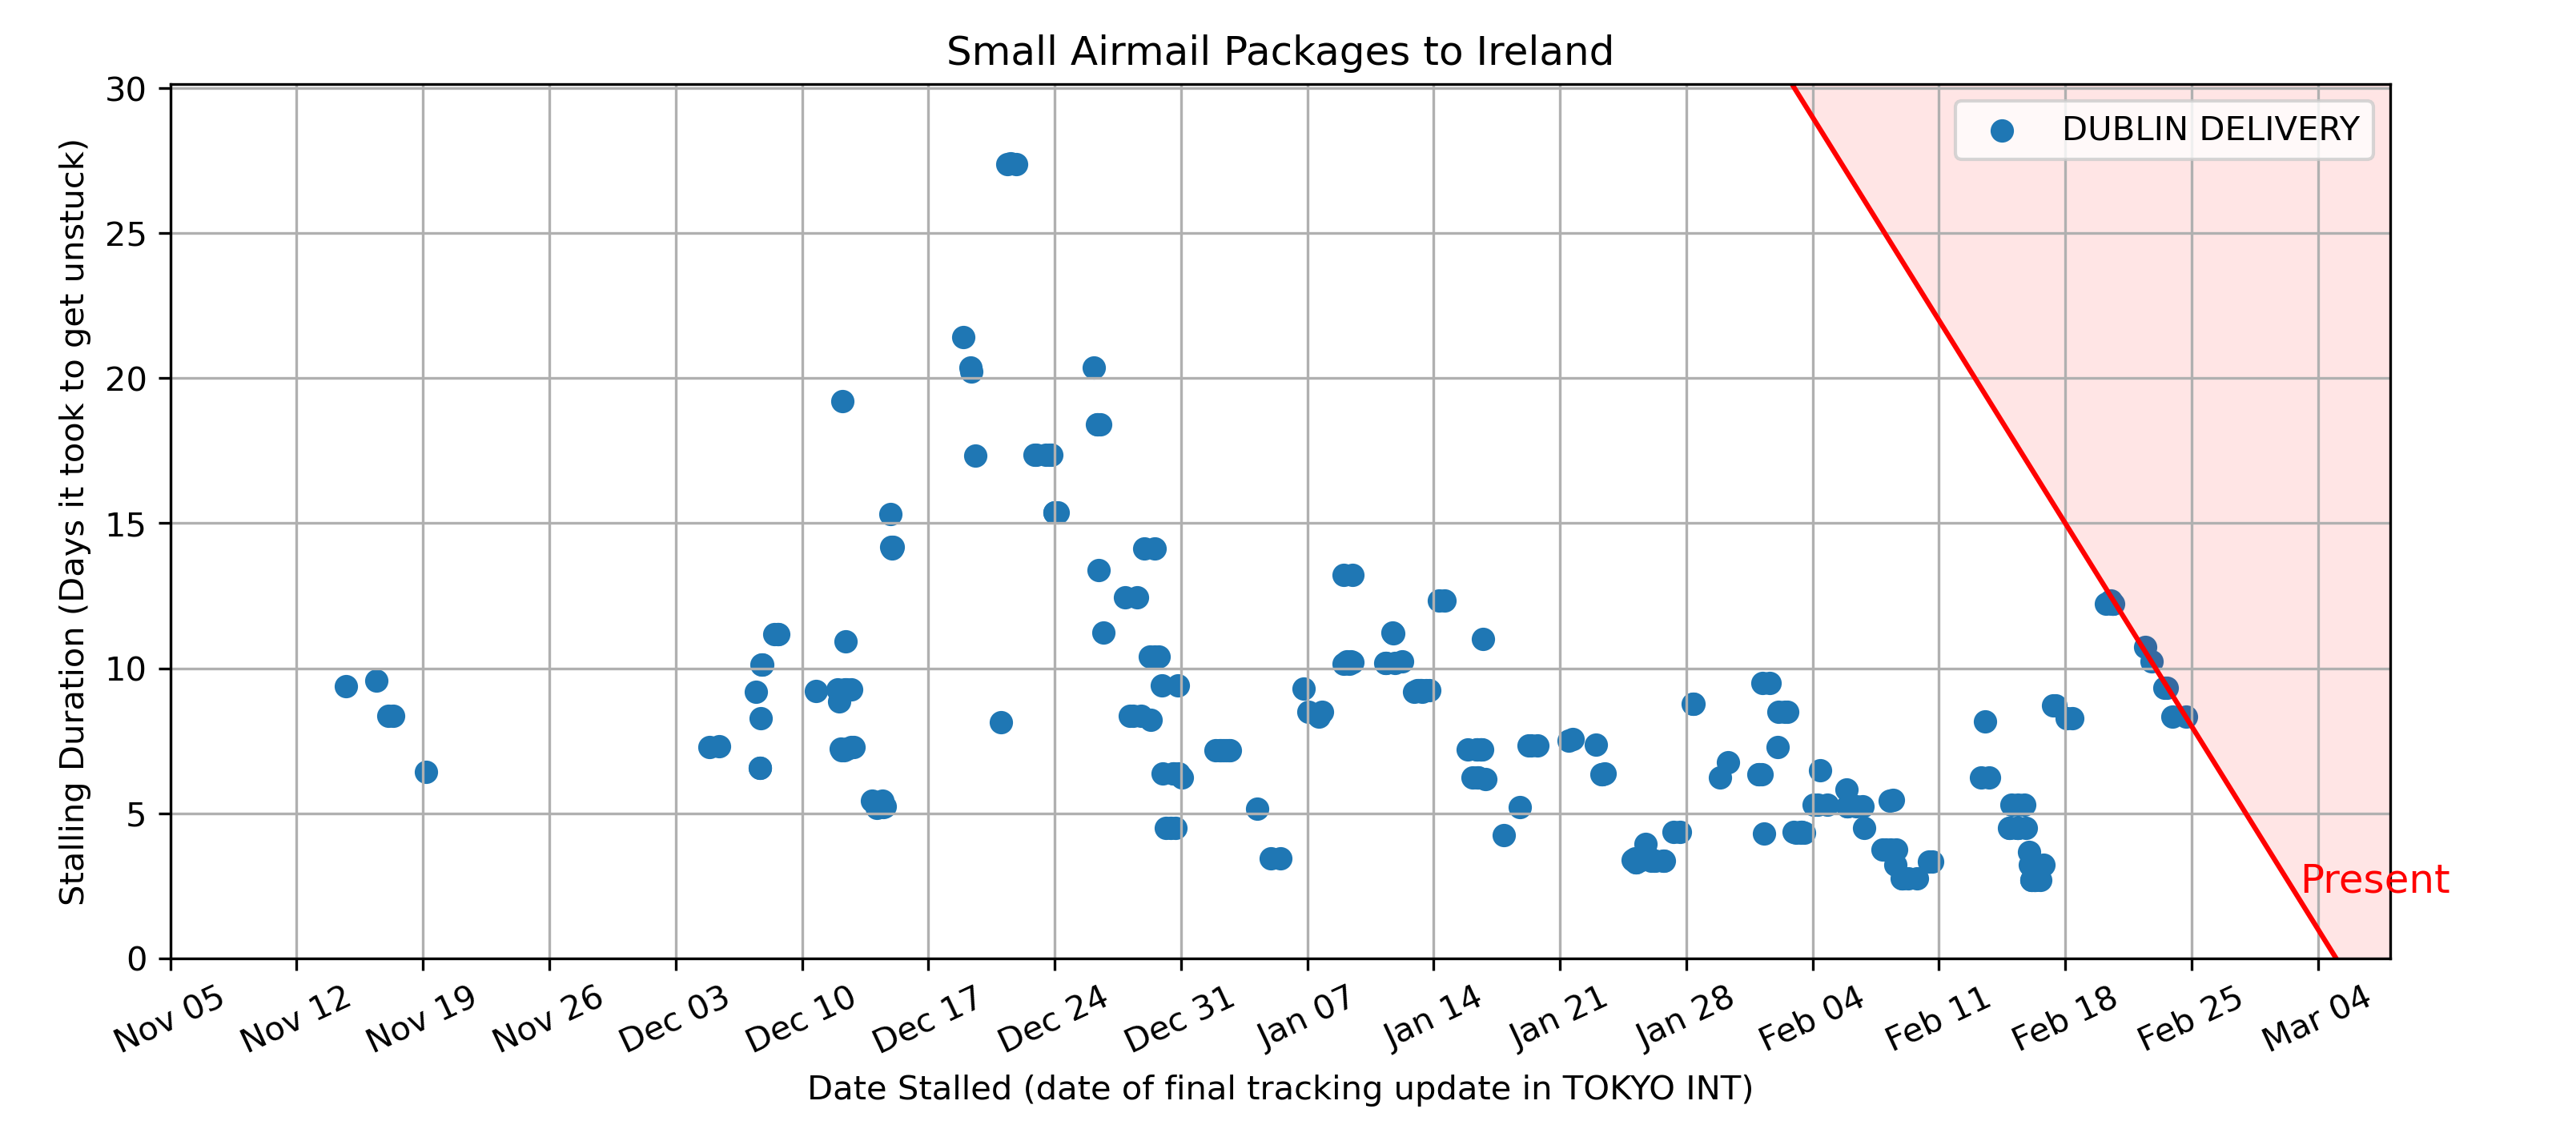 Small Airmail Packages to Ireland
Stalling Duration (Days it took to get unstuck)
30
25
20
15
10
5
0
DUBLIN DELIVERY
Present
Nov 05
Nov 12
Nov 19
Nov 26
Dec 03
Dec 10
Dec 17
Dec 24
Dec 31
Jan 07
Jan 14
Jan 21
Jan 28
Feb 04
Feb 11
Feb 18
Feb 25
Mar 04
Date Stalled (date of final tracking update in TOKYO INT)